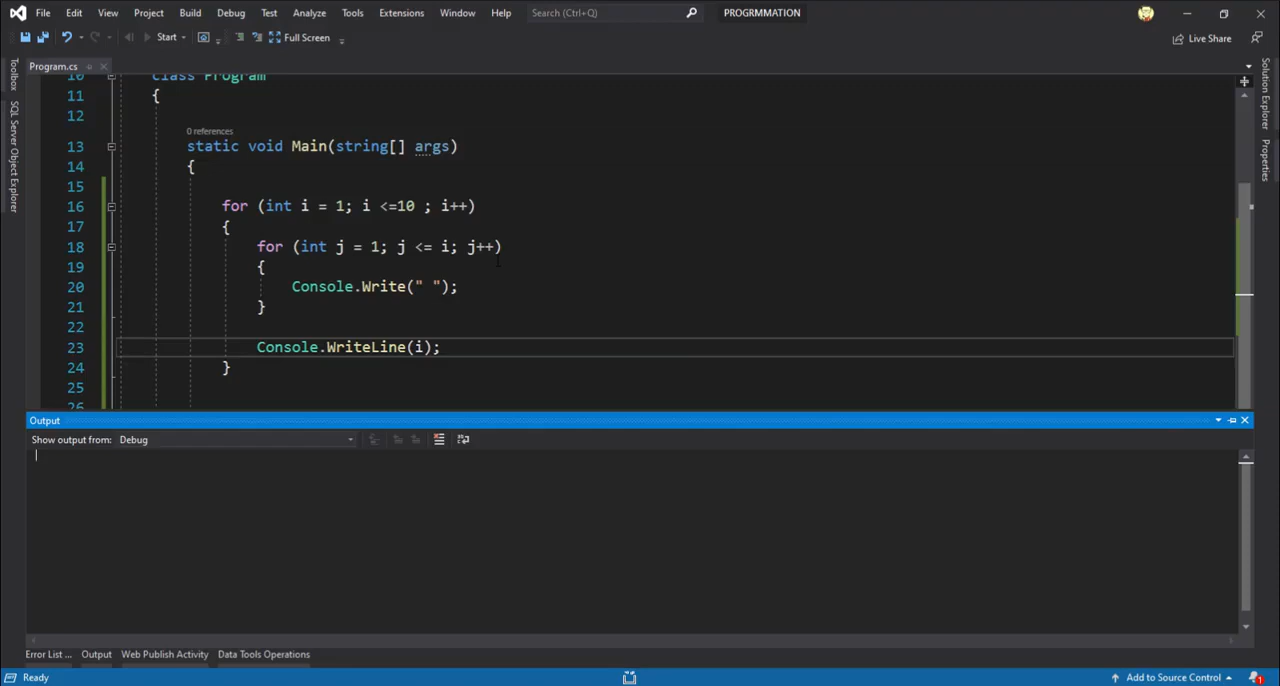 File Edit View Project Build Debug Test Analyze Tools Extensions Window Help Search (Ctrl+Q) PROGRMMATION
Start Full Screen Live Share
Program.cs
Toolbox
SQL Server Object Explorer
Solution Explorer
Properties
10 class Program
11 {
12
0 references
13 static void Main(string[] args)
14 {
15
16 for (int i = 1; i <=10 ; i++)
17 {
18 for (int j = 1; j <= i; j++)
19 {
20 Console.Write(" ");
21 }
22
23 Console.WriteLine(i);
24 }
25
26
Output
Show output from: Debug
Error List ... Output Web Publish Activity Data Tools Operations
Ready Add to Source Control 1